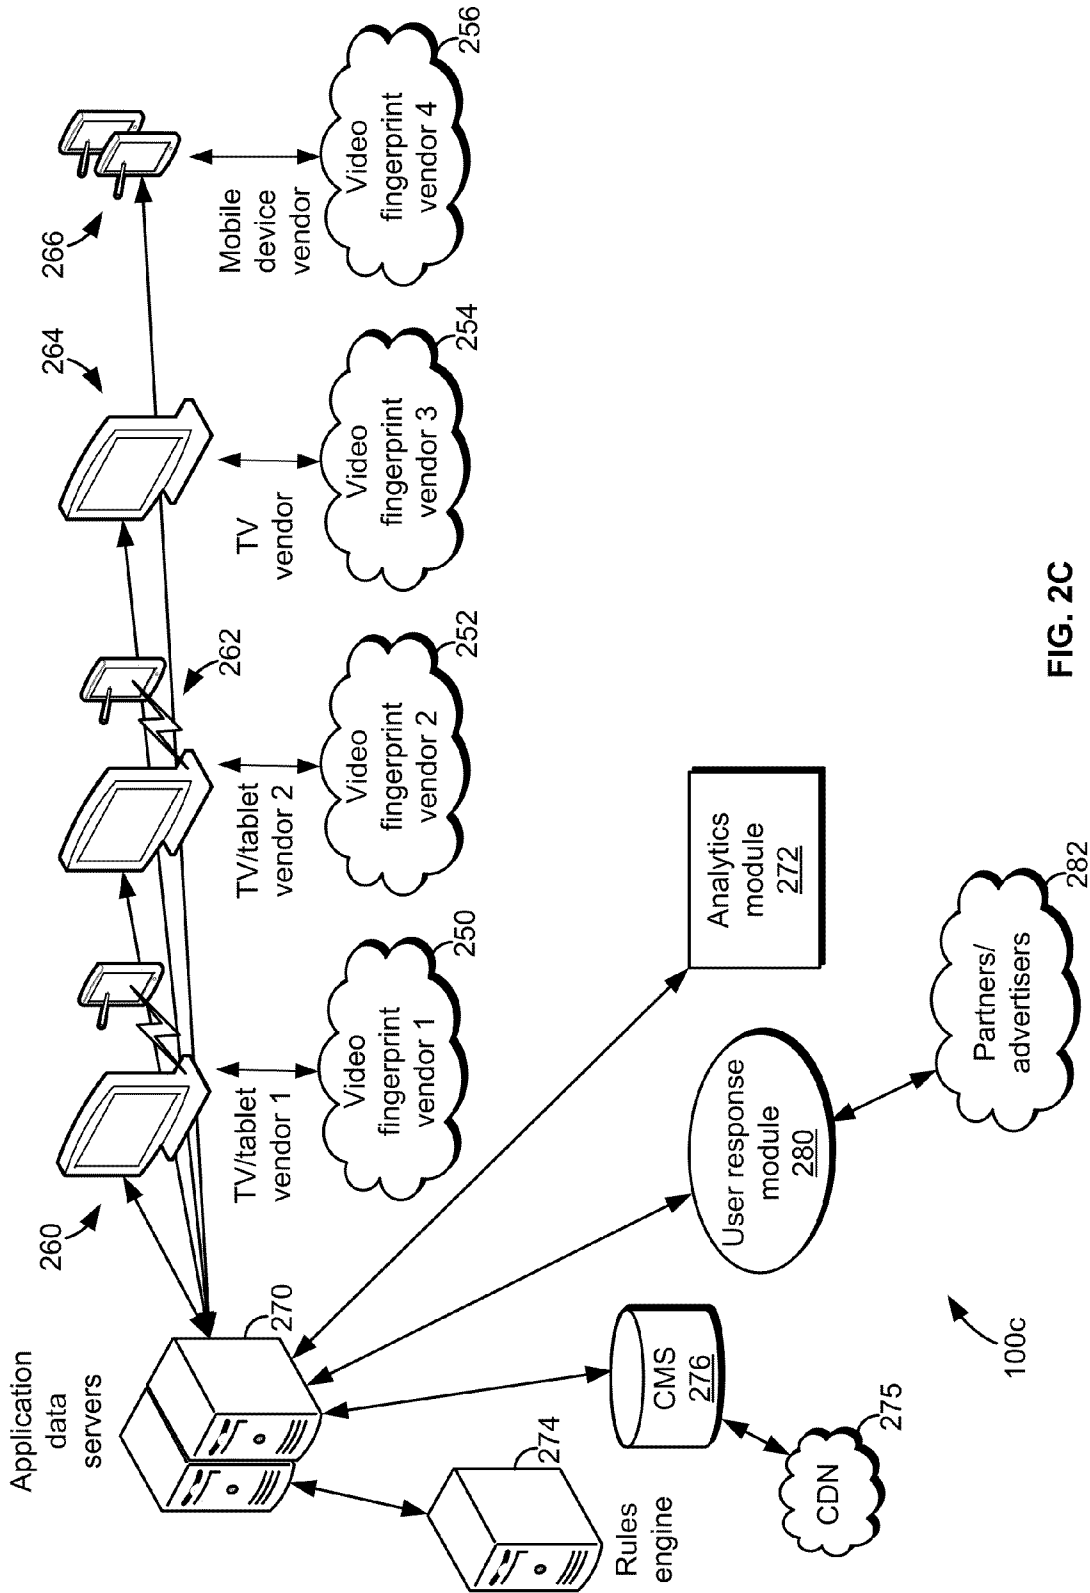 Application
data
servers
270
260
262
264
266
TV/tablet
vendor 1
TV/tablet
vendor 2
TV
vendor
Mobile
device
vendor
Video
fingerprint
vendor 1
250
Video
fingerprint
vendor 2
252
Video
fingerprint
vendor 3
254
Video
fingerprint
vendor 4
256
274
Rules
engine
CMS
276
CDN
275
User response
module
280
Analytics
module
272
Partners/
advertisers
282
100c
FIG. 2C